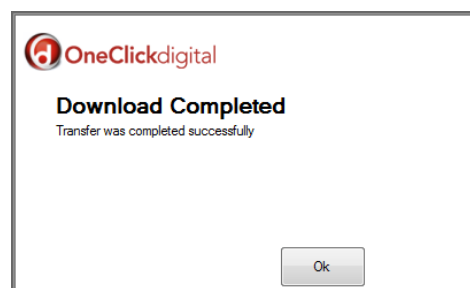 OneClickdigital
Download Completed
Transfer was completed successfully
Ok